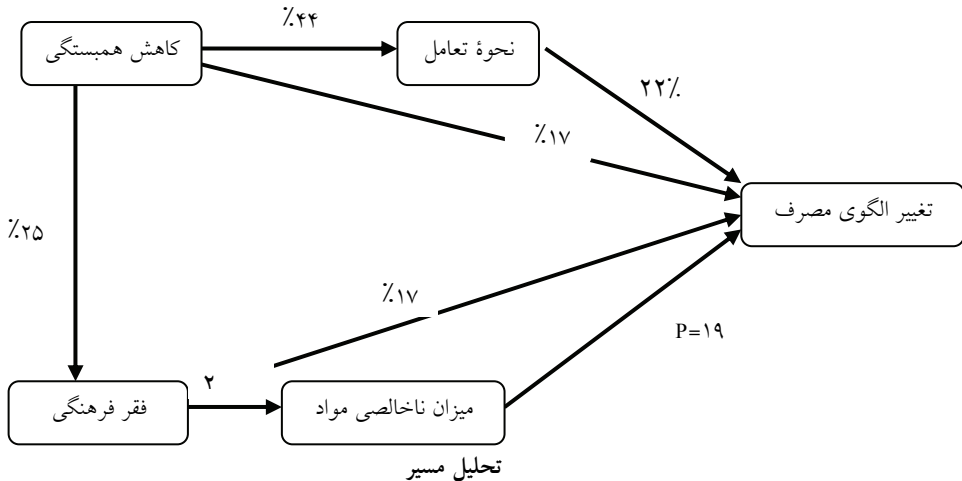 ٪۴۴
کاهش همبستگی
نحوۀ تعامل
۲۲٪
٪۱۷
تغییر الگوی مصرف
٪۲۵
٪۱۷
P=۱۹
۲
فقر فرهنگی
میزان ناخالصی مواد
تحلیل مسیر